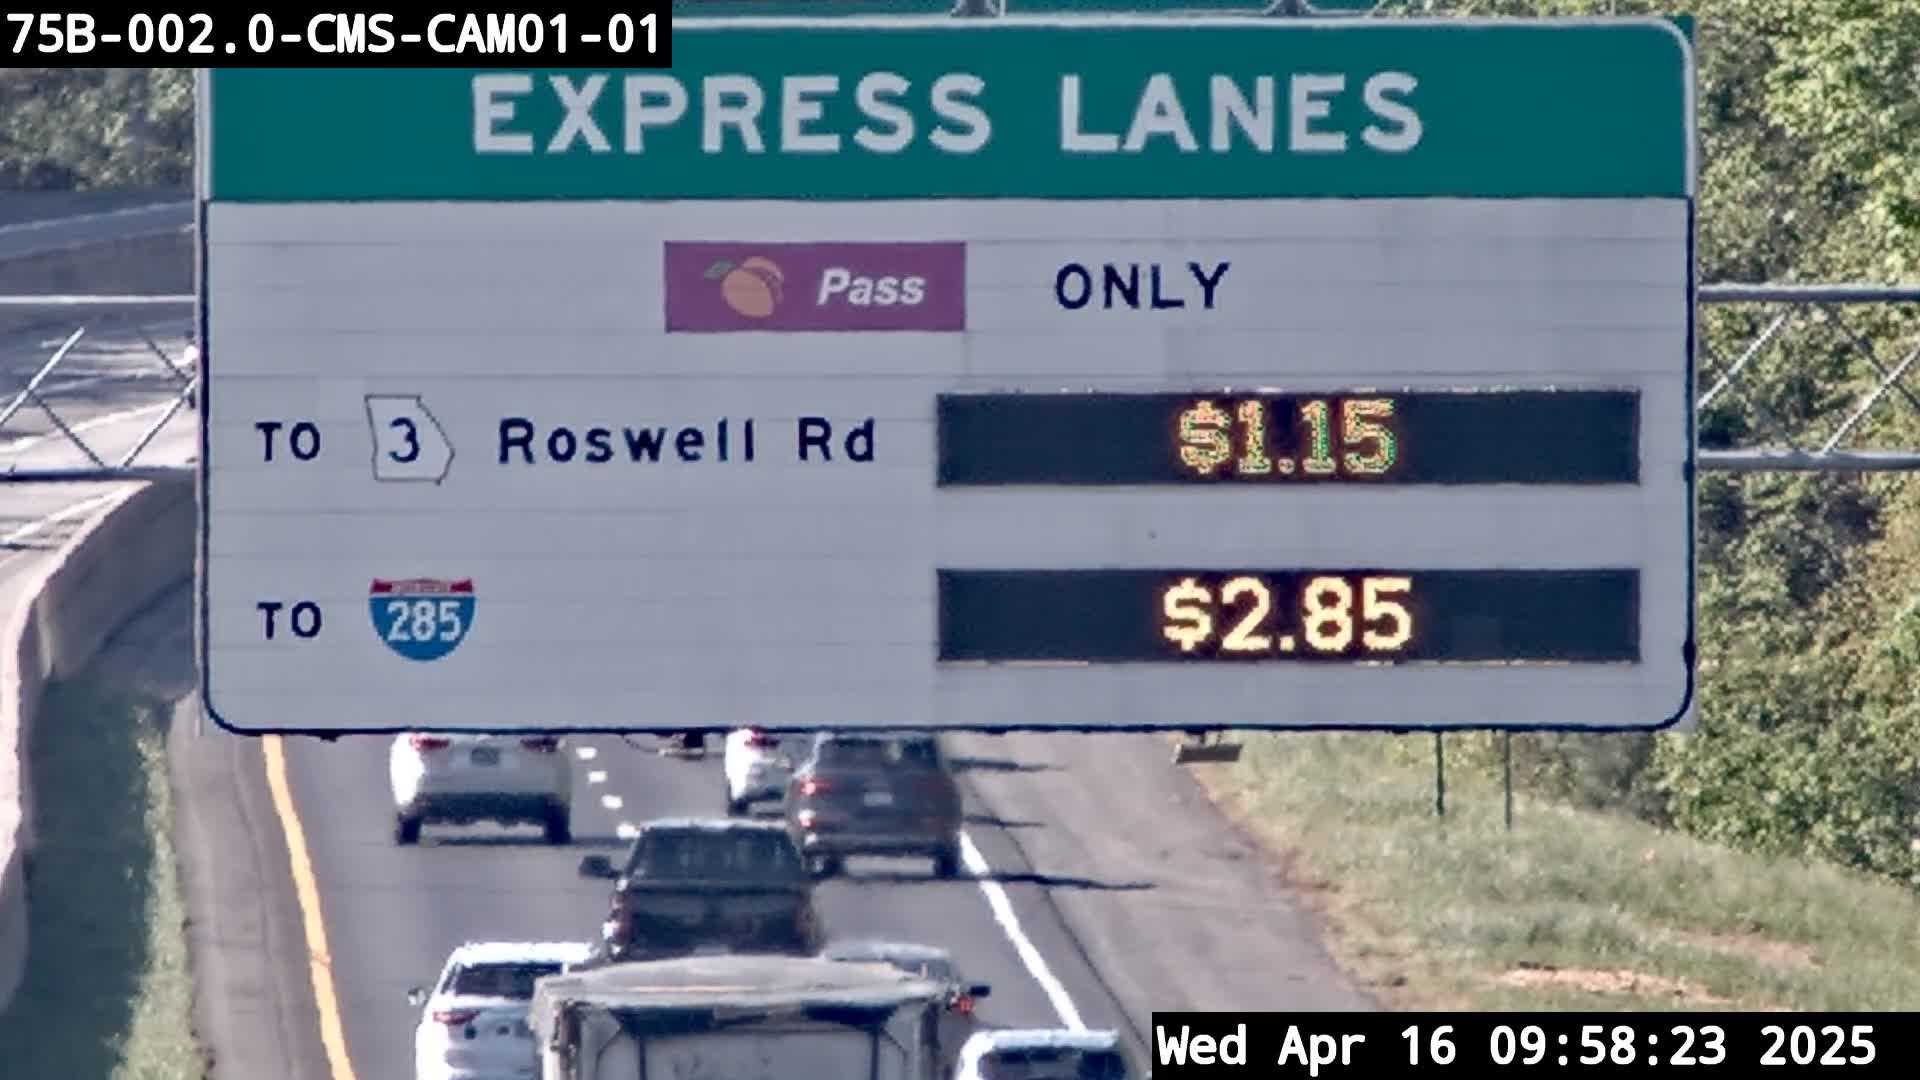 75B-002.0-CMS-CAM01-01
EXPRESS LANES
Pass ONLY
TO 3 Roswell Rd $1.15
TO 285 $2.85
Wed Apr 16 09:58:23 2025